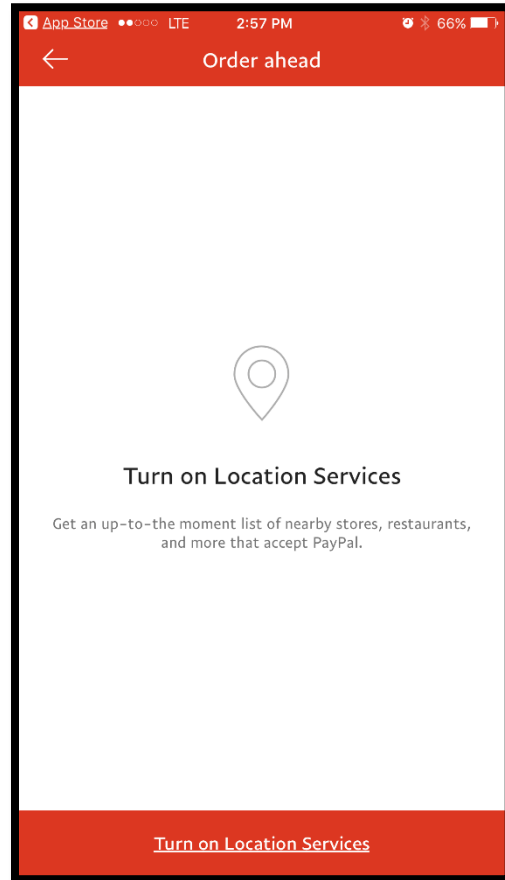 App Store LTE 2:57 PM 66%
Order ahead
Turn on Location Services
Get an up-to-the moment list of nearby stores, restaurants,
and more that accept PayPal.
Turn on Location Services